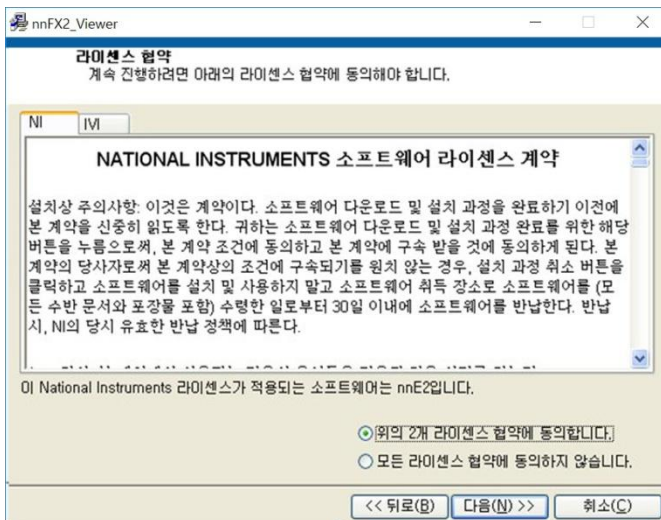 nnFX2_Viewer
라이센스 협약
계속 진행하려면 아래의 라이센스 협약에 동의해야 합니다.
NI IVI
NATIONAL INSTRUMENTS 소프트웨어 라이센스 계약
설치상 주의사항: 이것은 계약이다. 소프트웨어 다운로드 및 설치 과정을 완료하기 이전에
본 계약을 신중히 읽도록 한다. 귀하는 소프트웨어 다운로드 및 설치 과정 완료를 위한 해당
버튼을 누름으로써, 본 계약 조건에 동의하고 본 계약에 구속 받을 것에 동의하게 된다. 본
계약의 당사자로써 본 계약상의 조건에 구속되기를 원치 않는 경우, 설치 과정 취소 버튼을
클릭하고 소프트웨어를 설치 및 사용하지 말고 소프트웨어 취득 장소로 소프트웨어를 (모
든 수반 문서와 포장물 포함) 수령한 일로부터 30일 이내에 소프트웨어를 반납한다. 반납
시, NI의 당시 유효한 반납 정책에 따른다.
이 National Instruments 라이센스가 적용되는 소프트웨어는 nnE2입니다.
위의 2개 라이센스 협약에 동의합니다.
모든 라이센스 협약에 동의하지 않습니다.
<< 뒤로(B) 다음(N) >> 취소(C)